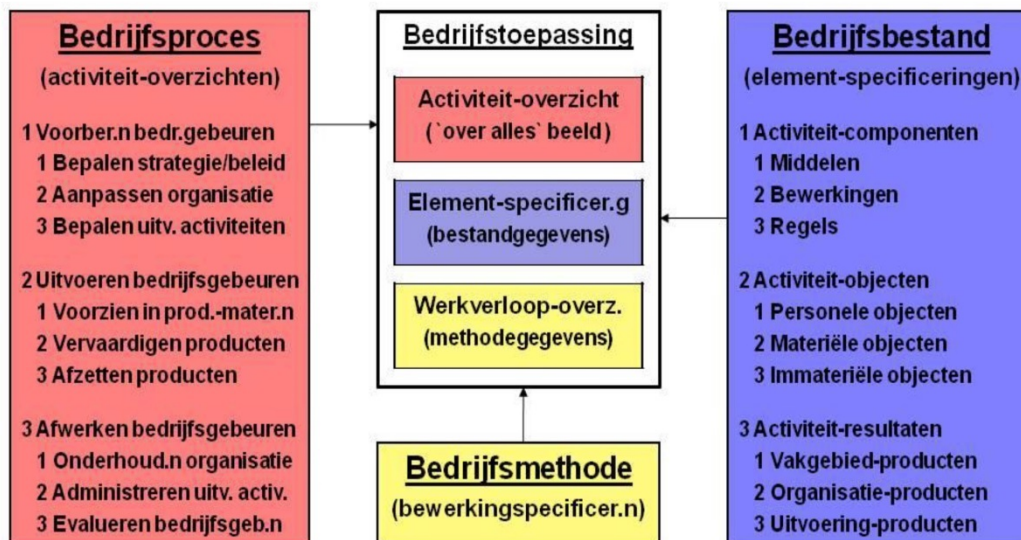 Bedrijfsproces
(activiteit-overzichten)
1 Voorber.n bedr.gebeuren
1 Bepalen strategie/beleid
2 Aanpassen organisatie
3 Bepalen uitv. activiteiten
2 Uitvoeren bedrijfsgebeuren
1 Voorzien in prod.-mater.n
2 Vervaardigen producten
3 Afzetten producten
3 Afwerken bedrijfsgebeuren
1 Onderhoud.n organisatie
2 Administreren uitv. activ.
3 Evalueren bedrijfsgeb.n
Bedrijfstoepassing
Activiteit-overzicht
(`over alles` beeld)
Element-specificer.g
(bestandgegevens)
Werkverloop-overz.
(methodegegevens)
Bedrijfsmethode
(bewerkingspecificer.n)
Bedrijfsbestand
(element-specificeringen)
1 Activiteit-componenten
1 Middelen
2 Bewerkingen
3 Regels
2 Activiteit-objecten
1 Personele objecten
2 Materiële objecten
3 Immateriële objecten
3 Activiteit-resultaten
1 Vakgebied-producten
2 Organisatie-producten
3 Uitvoering-producten